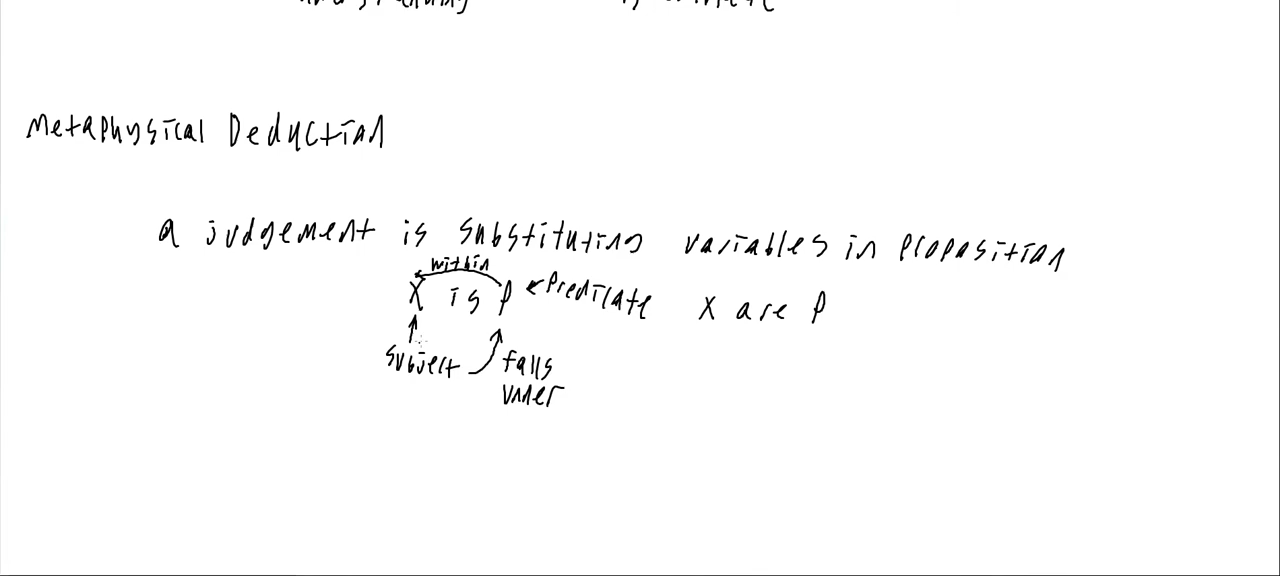 Metaphysical Deduction
a judgement is substituting variables in proposition
within
X is P ← Predicate X are P
subject falls
under